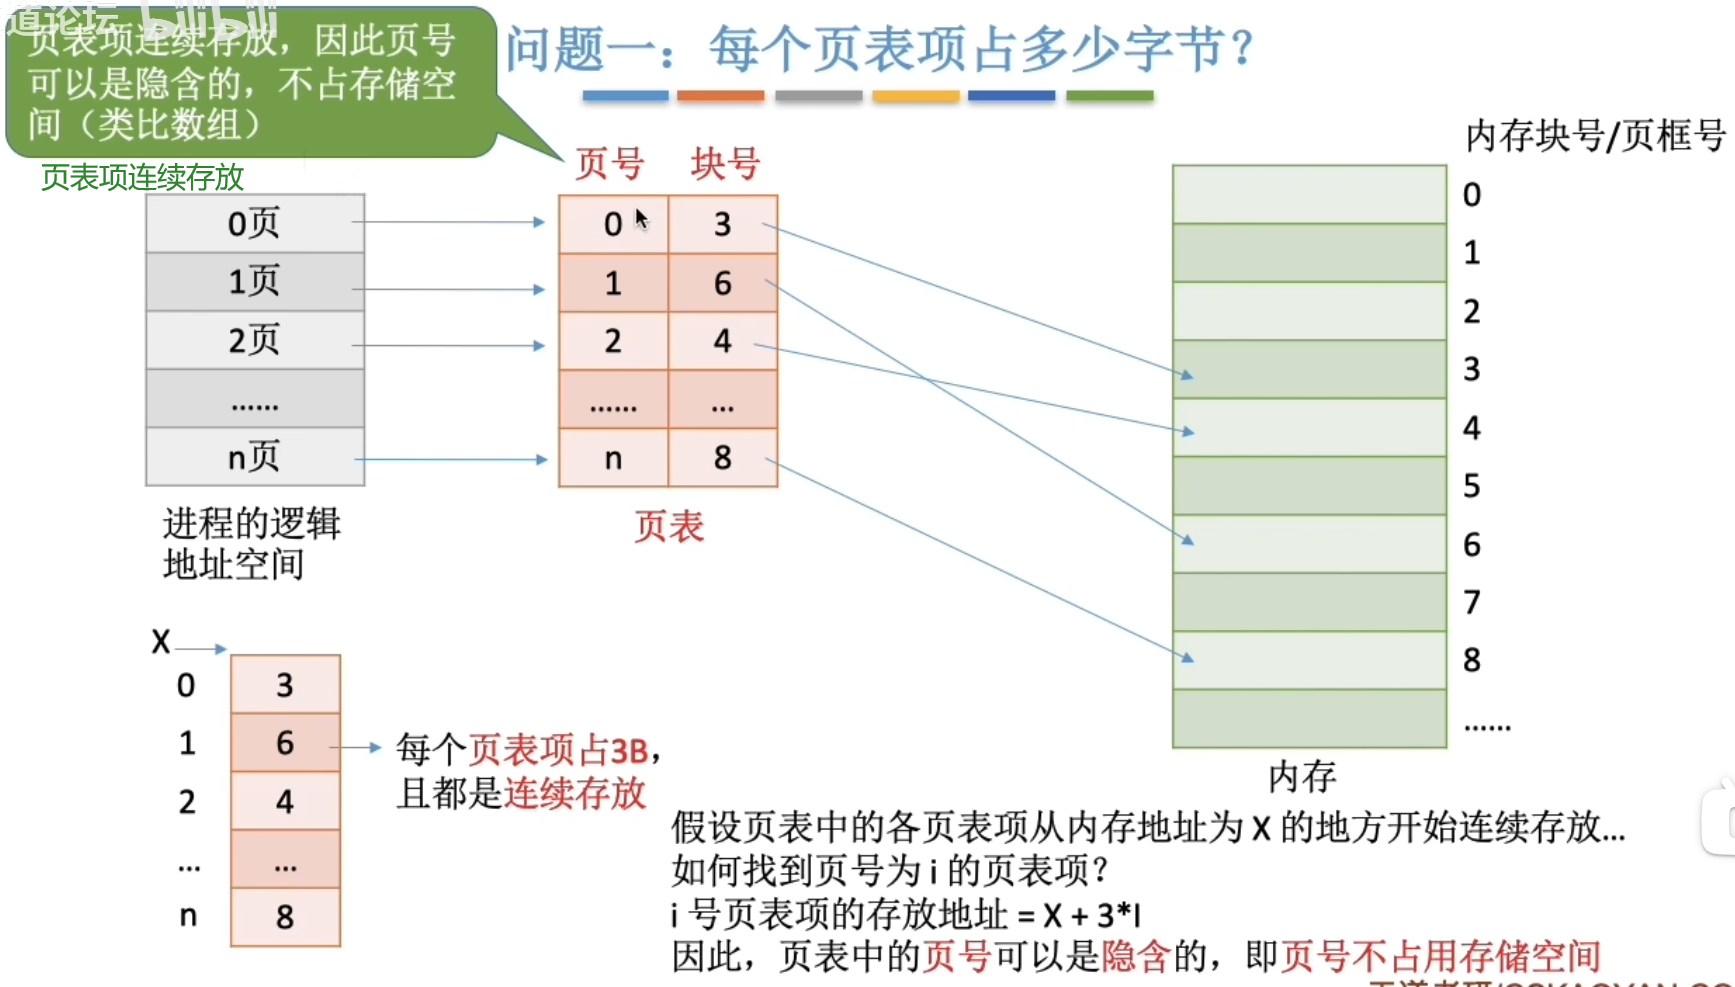 道论坛 bilibili
页表项连续存放，因此页号
可以是隐含的，不占存储空
间（类比数组）
问题一：每个页表项占多少字节？
页表项连续存放
页号 块号
内存块号/页框号
0页
1页
2页
......
n页
0 3
1 6
2 4
...... ...
n 8
0
1
2
3
4
5
6
7
8
......
进程的逻辑
地址空间
页表
内存
X
0 3
1 6
2 4
... ...
n 8
每个页表项占3B，
且都是连续存放
假设页表中的各页表项从内存地址为 X 的地方开始连续存放...
如何找到页号为 i 的页表项？
i 号页表项的存放地址 = X + 3*I
因此，页表中的页号可以是隐含的，即页号不占用存储空间